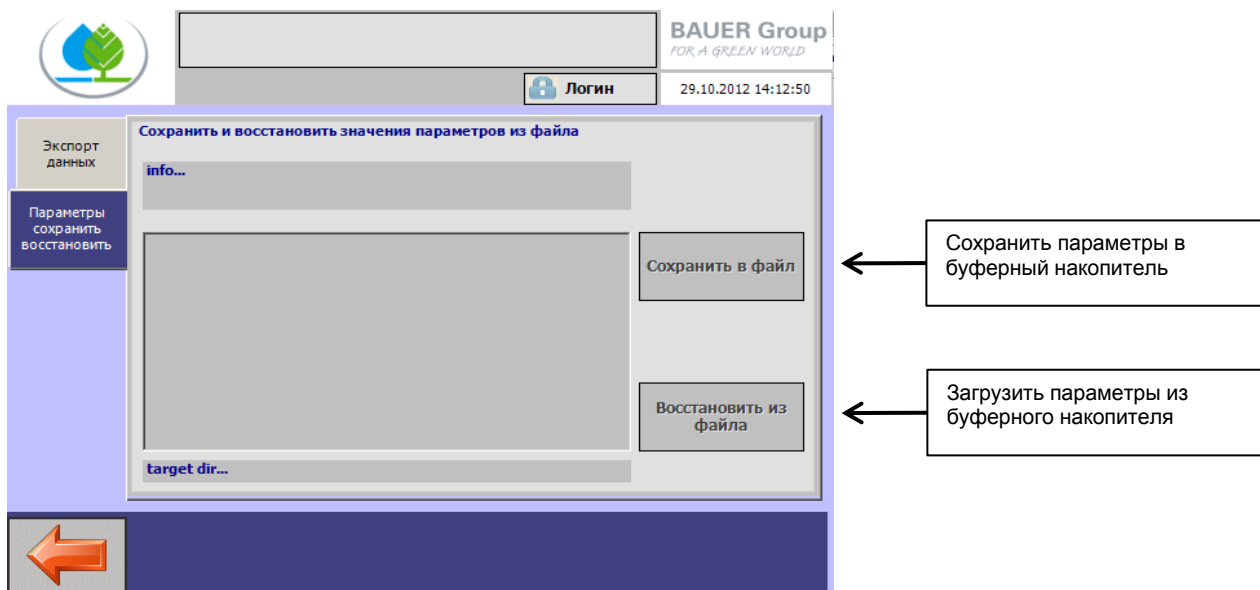 BAUER Group
FOR A GREEN WORLD
Логин
29.10.2012 14:12:50
Экспорт
данных
Параметры
сохранить
восстановить
Сохранить и восстановить значения параметров из файла
info...
Сохранить в файл
Восстановить из
файла
target dir...
Сохранить параметры в
буферный накопитель
Загрузить параметры из
буферного накопителя